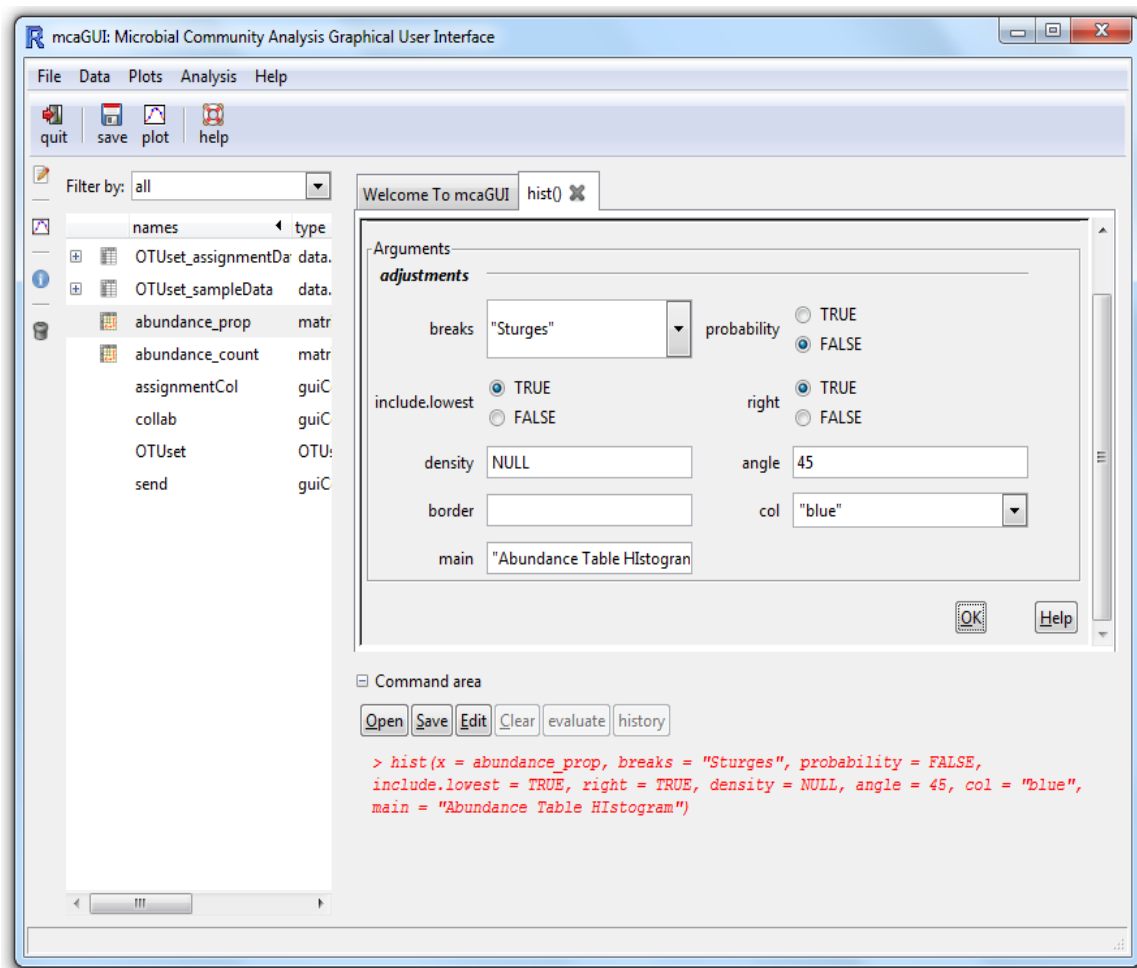 mcaGUI: Microbial Community Analysis Graphical User Interface
File Data Plots Analysis Help
quit save plot help
Filter by: all
names type
OTUset_assignmentDa data.
OTUset_sampleData data.
abundance_prop matr
abundance_count matr
assignmentCol guiC
collab guiC
OTUset OTUs
send guiC
Welcome To mcaGUI hist()
Arguments
adjustments
breaks "Sturges" probability TRUE
FALSE
include.lowest TRUE right TRUE
FALSE FALSE
density NULL angle 45
border col "blue"
main "Abundance Table HIstogran
OK Help
Command area
Open Save Edit Clear evaluate history
> hist(x = abundance_prop, breaks = "Sturges", probability = FALSE,
include.lowest = TRUE, right = TRUE, density = NULL, angle = 45, col = "blue",
main = "Abundance Table HIstogram")